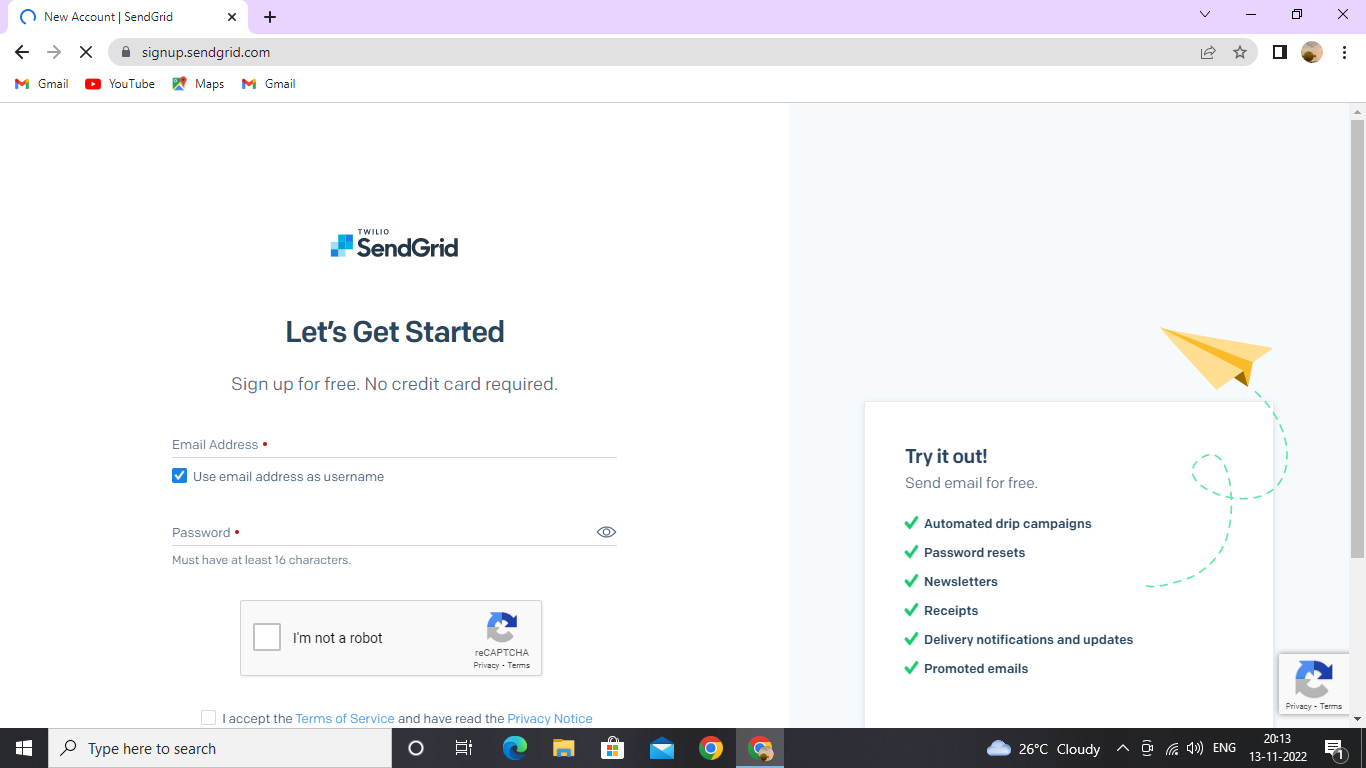 New Account | SendGrid
signup.sendgrid.com
Gmail
YouTube
Maps
Gmail
TWILIO
SendGrid
Let's Get Started
Sign up for free. No credit card required.
Email Address •
Use email address as username
Password •
Must have at least 16 characters.
I'm not a robot
reCAPTCHA
Privacy - Terms
I accept the Terms of Service and have read the Privacy Notice
Try it out!
Send email for free.
Automated drip campaigns
Password resets
Newsletters
Receipts
Delivery notifications and updates
Promoted emails
Privacy - Terms
Type here to search
26°C Cloudy
ENG
20:13
13-11-2022
1